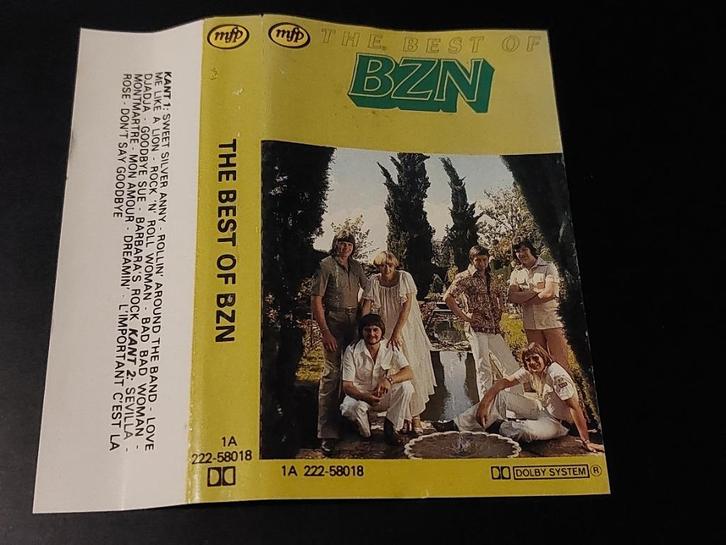 KANT 1: SWEET SILVER ANNY - ROLLIN' AROUND THE BAND - LOVE
ME LIKE A LION - ROCK 'N' ROLL WOMAN - BAD BAD WOMAN -
DJADJA - GOODBYE SUE - BARBARA'S ROCK KANT 2: SEVILLA -
MONTMARTRE - MON AMOUR - DREAMIN' - L'IMPORTANT C'EST LA
ROSE - DON'T SAY GOODBYE
mfp
THE BEST OF BZN
1A
222-58018
mfp
THE BEST OF
BZN
1A 222-58018
DOLBY SYSTEM ®